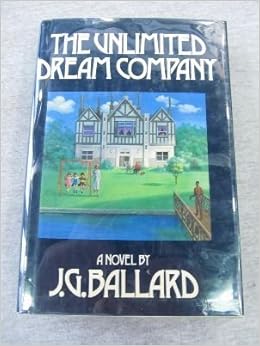 THE UNLIMITED
DREAM COMPANY
A NOVEL BY
J.G. BALLARD